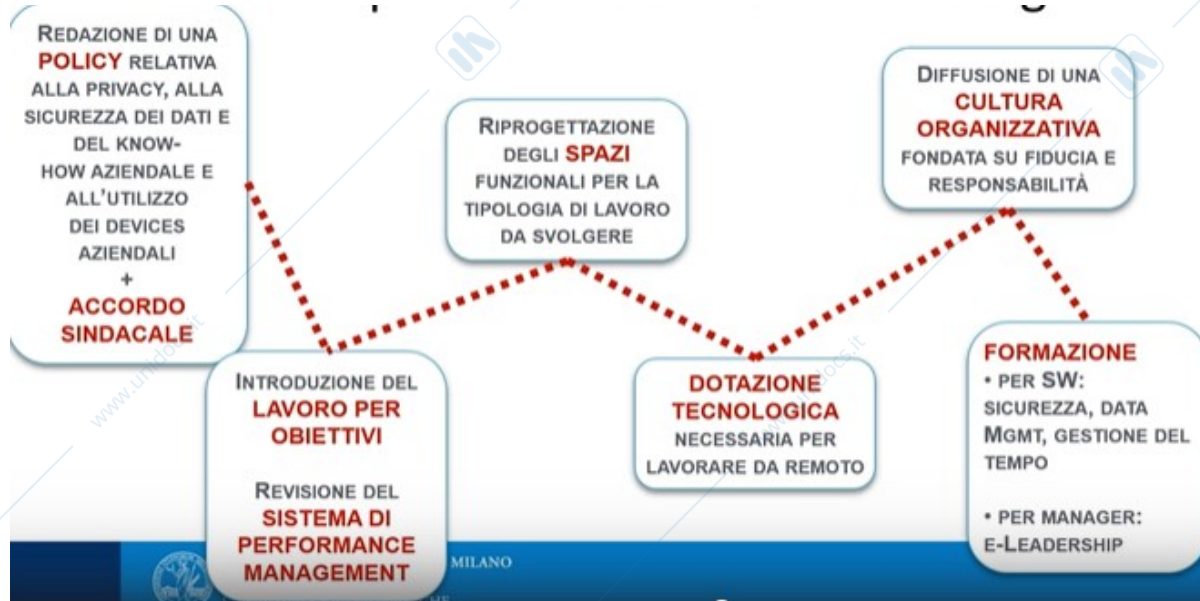 REDAZIONE DI UNA
POLICY RELATIVA
ALLA PRIVACY, ALLA
SICUREZZA DEI DATI E
DEL KNOW-
HOW AZIENDALE E
ALL'UTILIZZO
DEI DEVICES
AZIENDALI
+
ACCORDO
SINDACALE
INTRODUZIONE DEL
LAVORO PER
OBIETTIVI
REVISIONE DEL
SISTEMA DI
PERFORMANCE
MANAGEMENT
RIPROGETTAZIONE
DEGLI SPAZI
FUNZIONALI PER LA
TIPOLOGIA DI LAVORO
DA SVOLGERE
DOTAZIONE
TECNOLOGICA
NECESSARIA PER
LAVORARE DA REMOTO
DIFFUSIONE DI UNA
CULTURA
ORGANIZZATIVA
FONDATA SU FIDUCIA E
RESPONSABILITÀ
FORMAZIONE
• PER SW:
SICUREZZA, DATA
MGMT, GESTIONE DEL
TEMPO
• PER MANAGER:
E-LEADERSHIP
MILANO